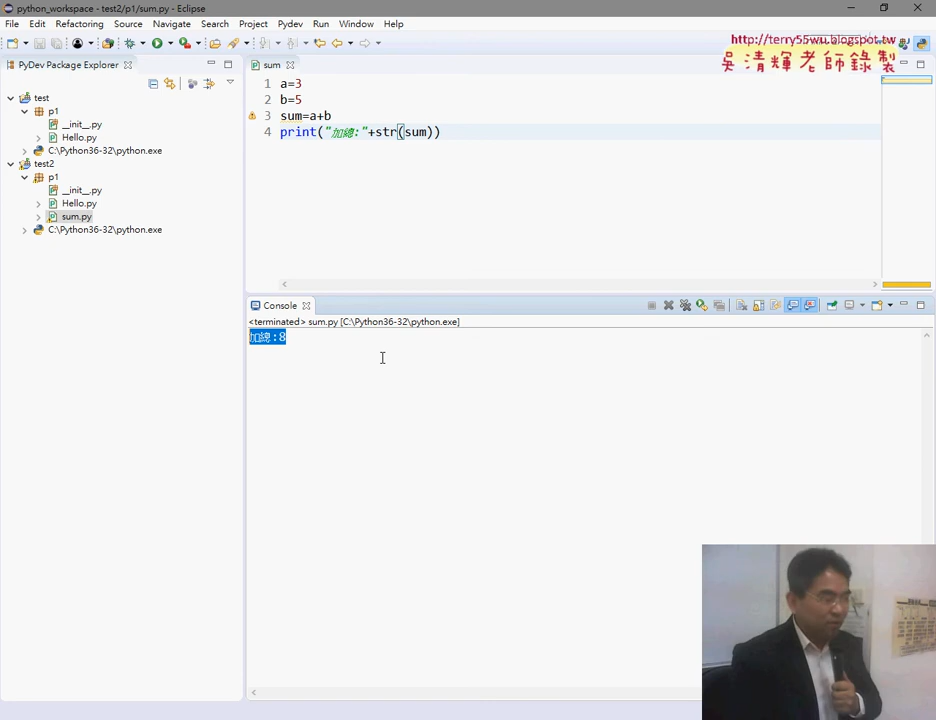 python_workspace - test2/p1/sum.py - Eclipse
File Edit Refactoring Source Navigate Search Project Pydev Run Window Help
http://terry55wu.blogspot.tw
吳清輝老師錄製
PyDev Package Explorer
test
p1
__init__.py
Hello.py
C:\Python36-32\python.exe
test2
p1
__init__.py
Hello.py
sum.py
C:\Python36-32\python.exe
sum
1 a=3
2 b=5
3 sum=a+b
4 print("加總:"+str(sum))
Console
<terminated> sum.py [C:\Python36-32\python.exe]
加總:8